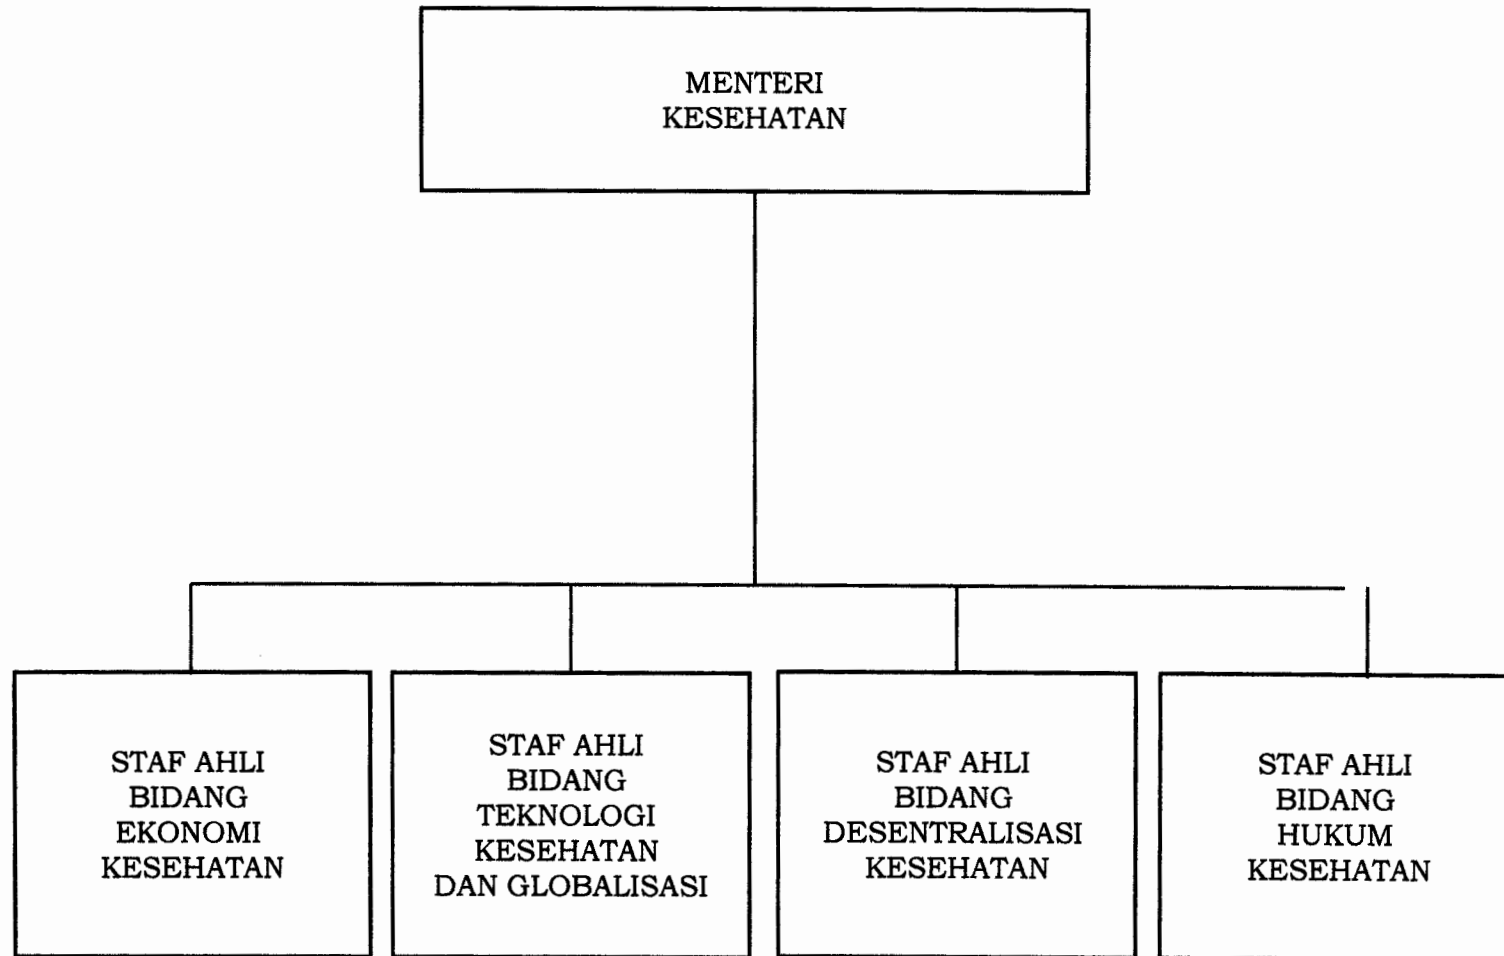 MENTERI
KESEHATAN
STAF AHLI
BIDANG
EKONOMI
KESEHATAN
STAF AHLI
BIDANG
TEKNOLOGI
KESEHATAN
DAN GLOBALISASI
STAF AHLI
BIDANG
DESENTRALISASI
KESEHATAN
STAF AHLI
BIDANG
HUKUM
KESEHATAN